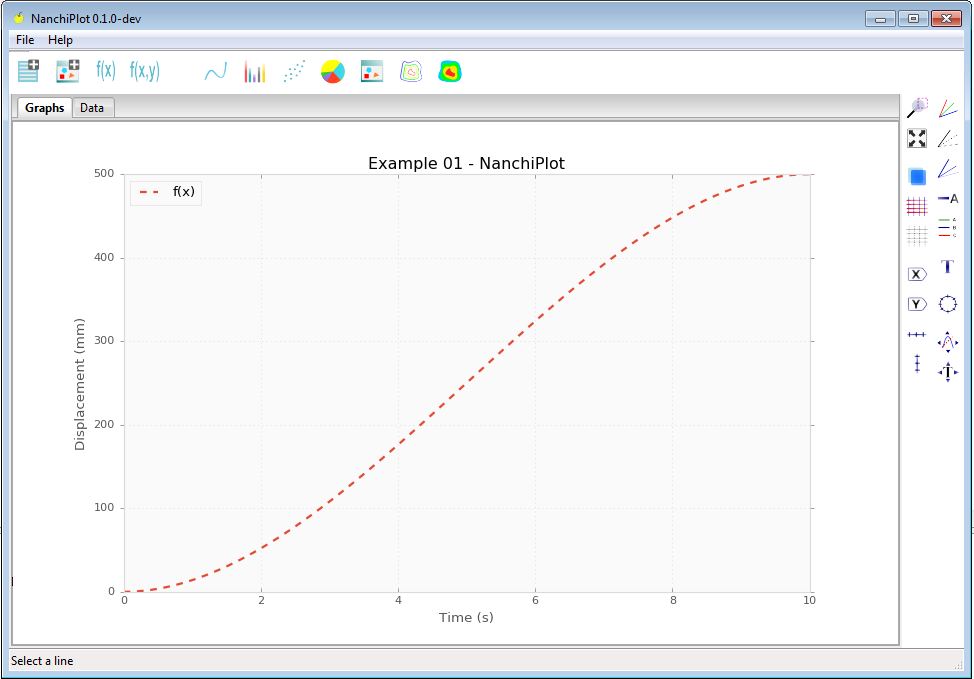 NanchiPlot 0.1.0-dev
File Help
f(x) f(x,y)
Graphs Data
Example 01 - NanchiPlot
f(x)
500
400
300
200
100
0
Displacement (mm)
0 2 4 6 8 10
Time (s)
A
A
B
C
X
T
Y
T
Select a line